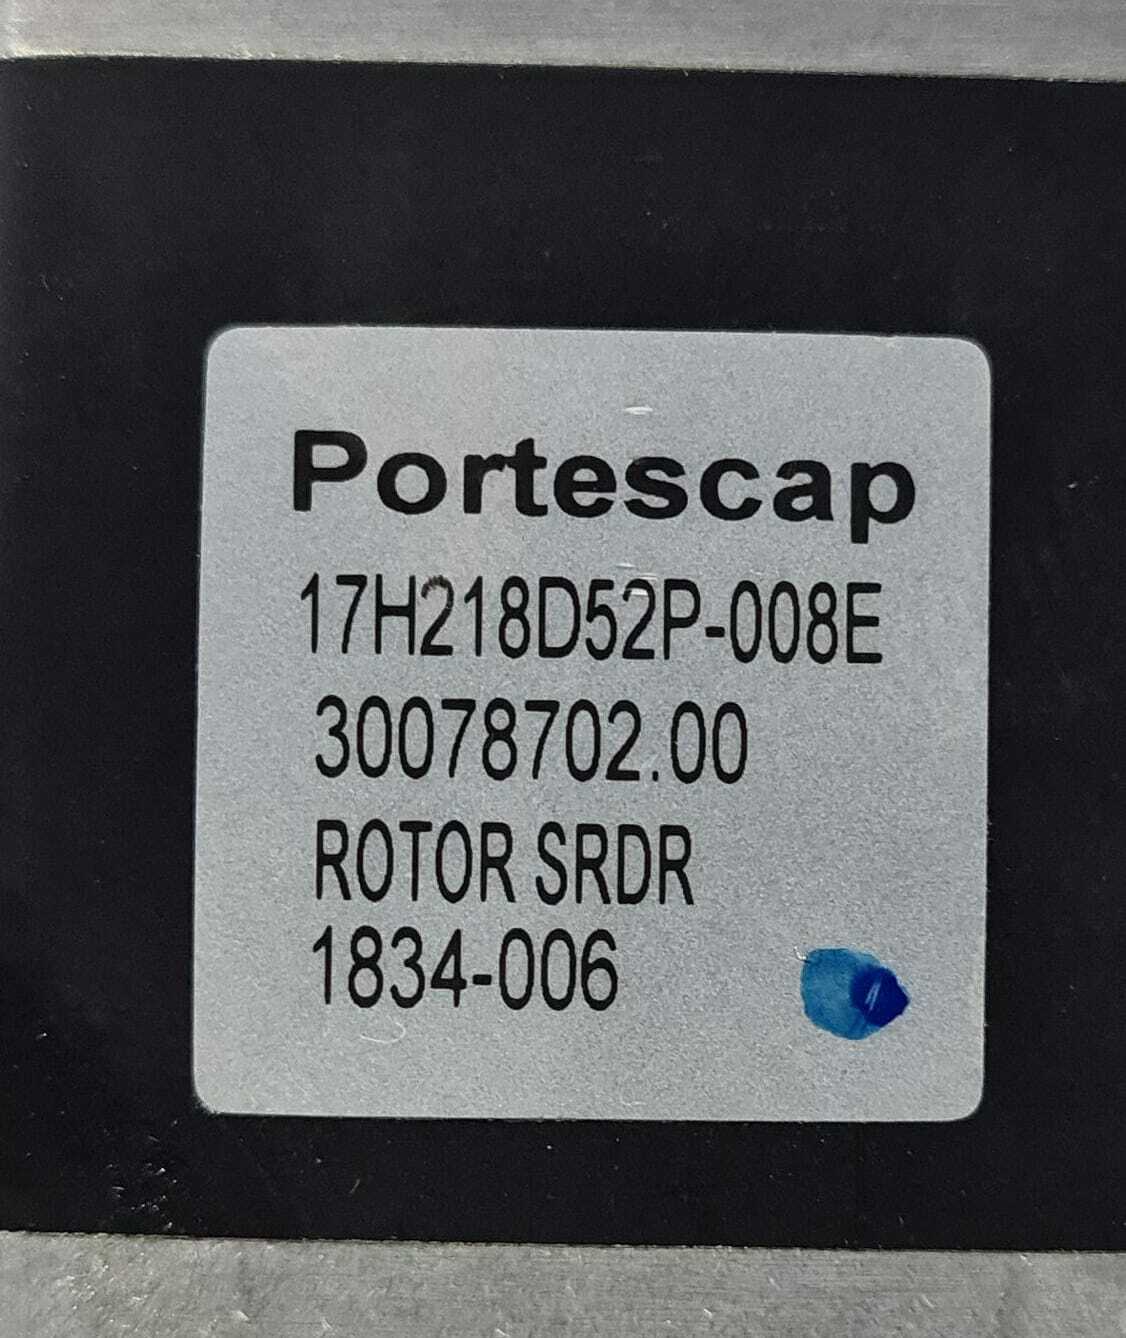 Portescap
17H218D52P-008E
30078702.00
ROTOR SRDR
1834-006